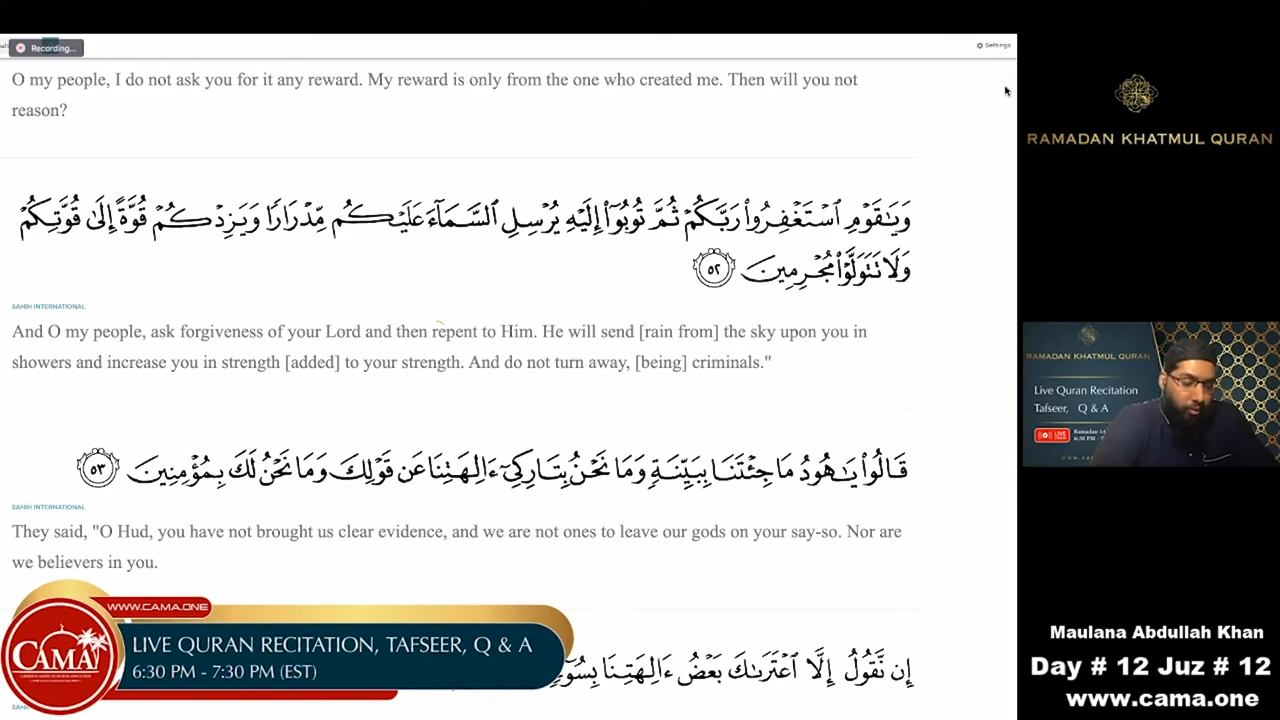 Recording...
Settings
O my people, I do not ask you for it any reward. My reward is only from the one who created me. Then will you not
reason?
وَيَٰقَوْمِ ٱسْتَغْفِرُوا۟ رَبَّكُمْ ثُمَّ تُوبُوٓا۟ إِلَيْهِ يُرْسِلِ ٱلسَّمَآءَ عَلَيْكُم مِّدْرَارًا وَيَزِدْكُمْ قُوَّةً إِلَىٰ قُوَّتِكُمْ
وَلَا تَتَوَلَّوْا۟ مُجْرِمِينَ ٥٢
SAHIH INTERNATIONAL
And O my people, ask forgiveness of your Lord and then repent to Him. He will send [rain from] the sky upon you in
showers and increase you in strength [added] to your strength. And do not turn away, [being] criminals."
قَالُوا۟ يَٰهُودُ مَا جِئْتَنَا بِبَيِّنَةٍ وَمَا نَحْنُ بِتَارِكِىٓ ءَالِهَتِنَا عَن قَوْلِكَ وَمَا نَحْنُ لَكَ بِمُؤْمِنِينَ ٥٣
SAHIH INTERNATIONAL
They said, "O Hud, you have not brought us clear evidence, and we are not ones to leave our gods on your say-so. Nor are
we believers in you.
إِن نَّقُولُ إِلَّا ٱعْتَرَىٰكَ بَعْضُ ءَالِهَتِنَا
WWW.CAMA.ONE
CAMA
LIVE QURAN RECITATION, TAFSEER, Q & A
6:30 PM - 7:30 PM (EST)
RAMADAN KHATMUL QURAN
RAMADAN KHATMUL QURAN
Live Quran Recitation
Tafseer, Q & A
LIVE
Maulana Abdullah Khan
Day # 12 Juz # 12
www.cama.one